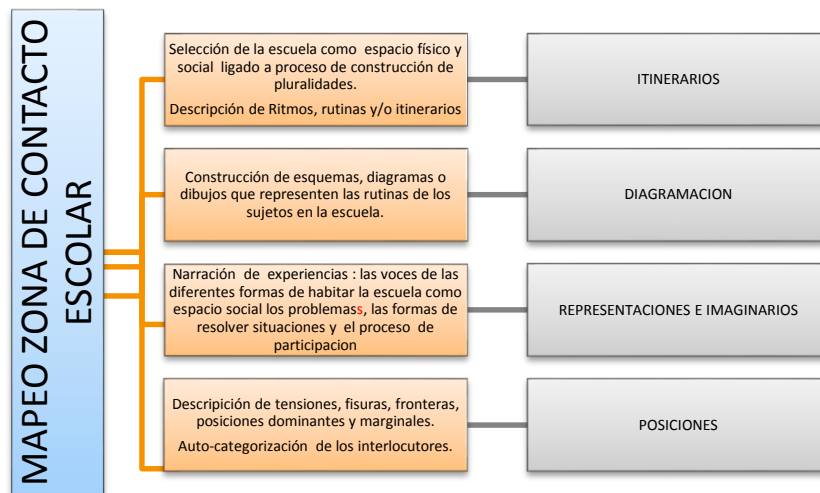 MAPEO ZONA DE CONTACTO
ESCOLAR
Selección de la escuela como espacio físico y
social ligado a proceso de construcción de
pluralidades.
Descripción de Ritmos, rutinas y/o itinerarios
ITINERARIOS
Construcción de esquemas, diagramas o
dibujos que representen las rutinas de los
sujetos en la escuela.
DIAGRAMACION
Narración de experiencias : las voces de las
diferentes formas de habitar la escuela como
espacio social los problemass, las formas de
resolver situaciones y el proceso de
participacion
REPRESENTACIONES E IMAGINARIOS
Descripición de tensiones, fisuras, fronteras,
posiciones dominantes y marginales.
Auto-categorización de los interlocutores.
POSICIONES